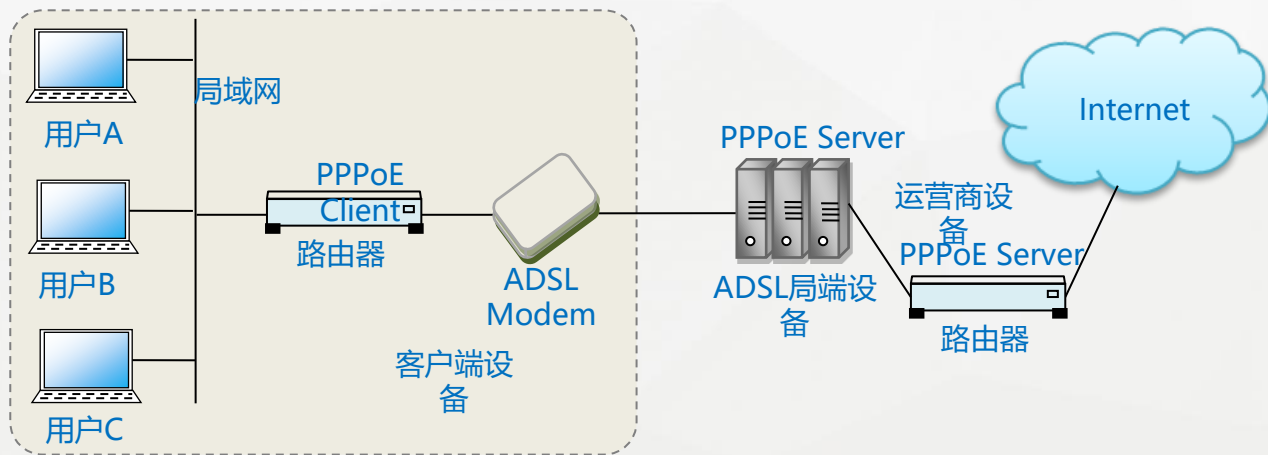 局域网
用户A
用户B
用户C
PPPoE
Client
路由器
ADSL
Modem
客户端设
备
PPPoE Server
ADSL局端设
备
运营商设
备
PPPoE Server
路由器
Internet